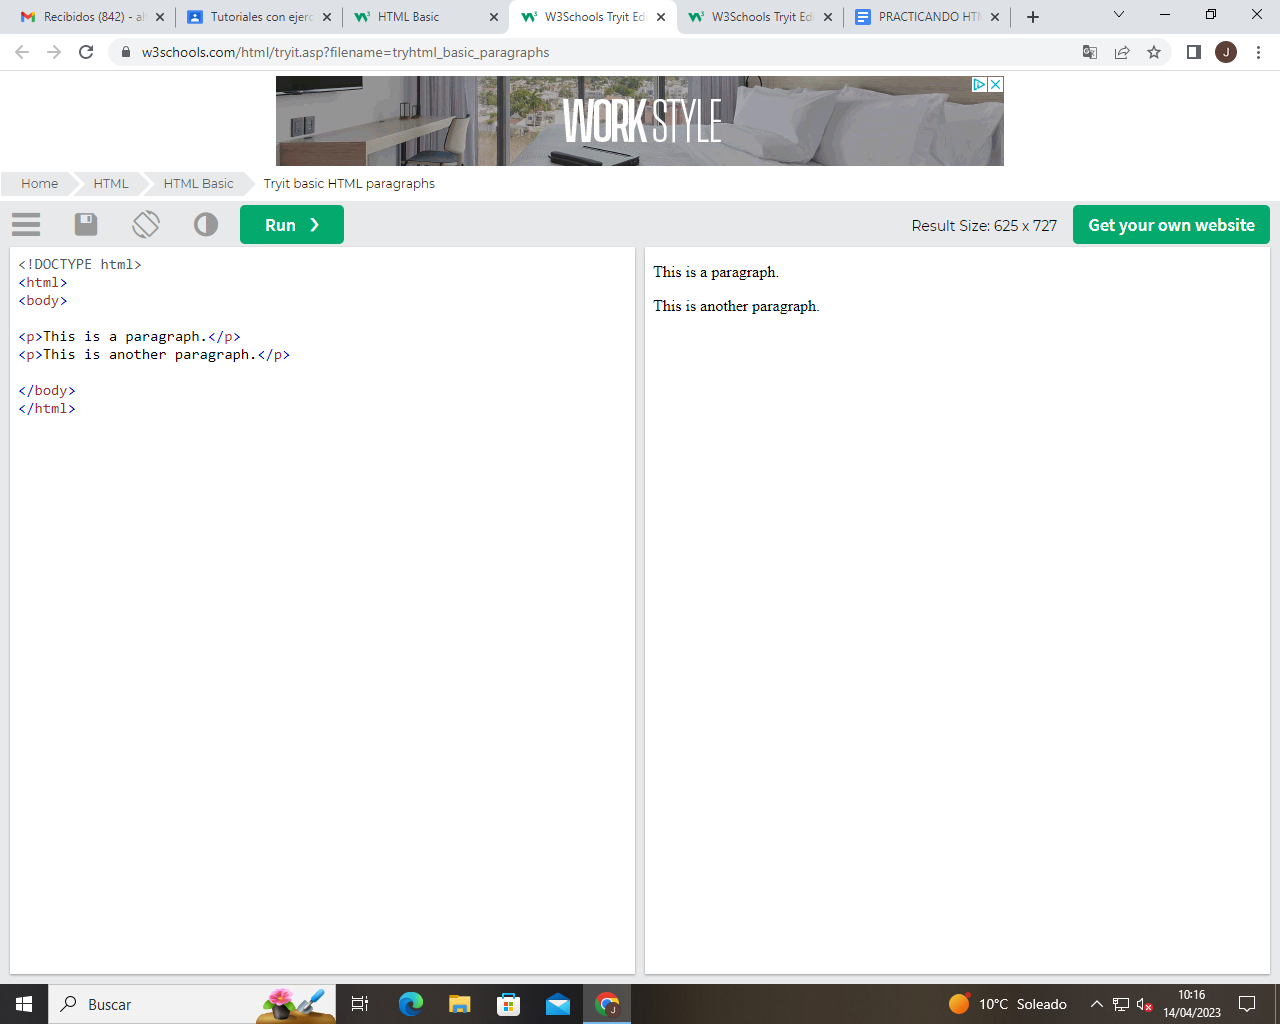 Recibidos (842) - al
Tutoriales con ejerc
HTML Basic
W3Schools Tryit Ed
W3Schools Tryit Ed
PRACTICANDO HT
w3schools.com/html/tryit.asp?filename=tryhtml_basic_paragraphs
J
WORK STYLE
Home
HTML
HTML Basic
Tryit basic HTML paragraphs
Run ❯
Result Size: 625 x 727
Get your own website
<!DOCTYPE html>
<html>
<body>
<p>This is a paragraph.</p>
<p>This is another paragraph.</p>
</body>
</html>
This is a paragraph.
This is another paragraph.
Buscar
J
10°C Soleado
10:16
14/04/2023